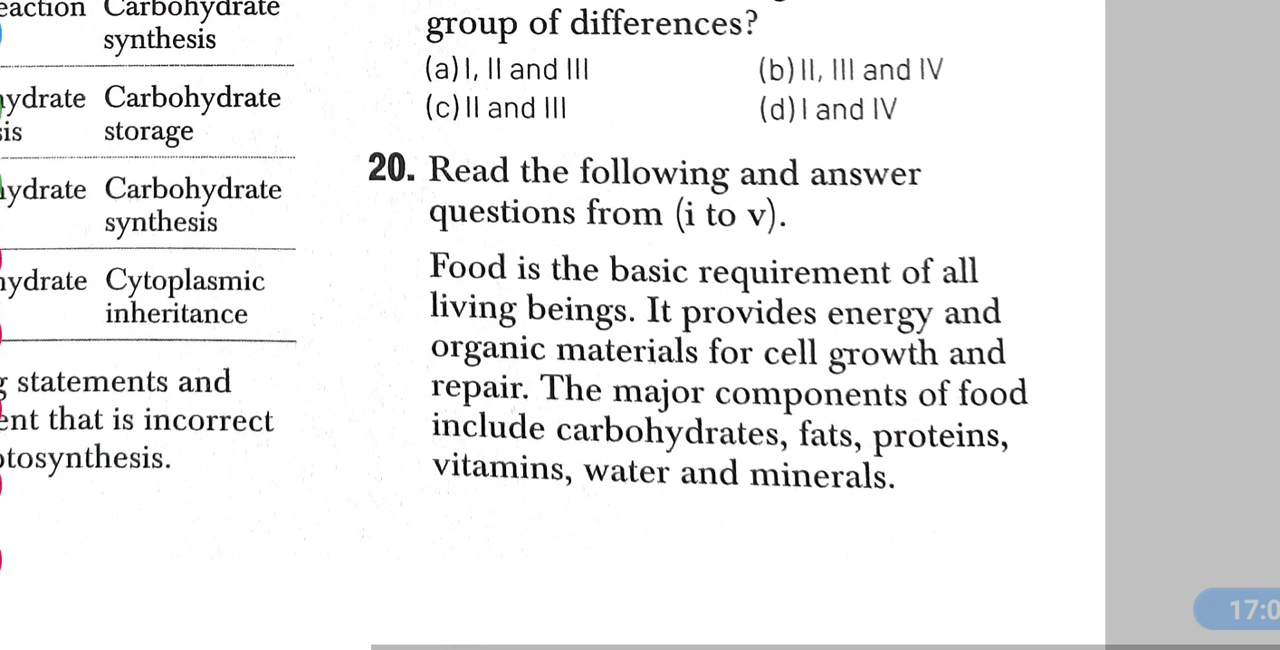 Carbohydrate
synthesis
Carbohydrate
storage
Carbohydrate
synthesis
Cytoplasmic
inheritance
statements and
that is incorrect
group of differences?
(a) I, II and III
(b) II, III and IV
(c) II and III
(d) I and IV
20. Read the following and answer
questions from (i to v).
Food is the basic requirement of all
living beings. It provides energy and
organic materials for cell growth and
repair. The major components of food
include carbohydrates, fats, proteins,
vitamins, water and minerals.